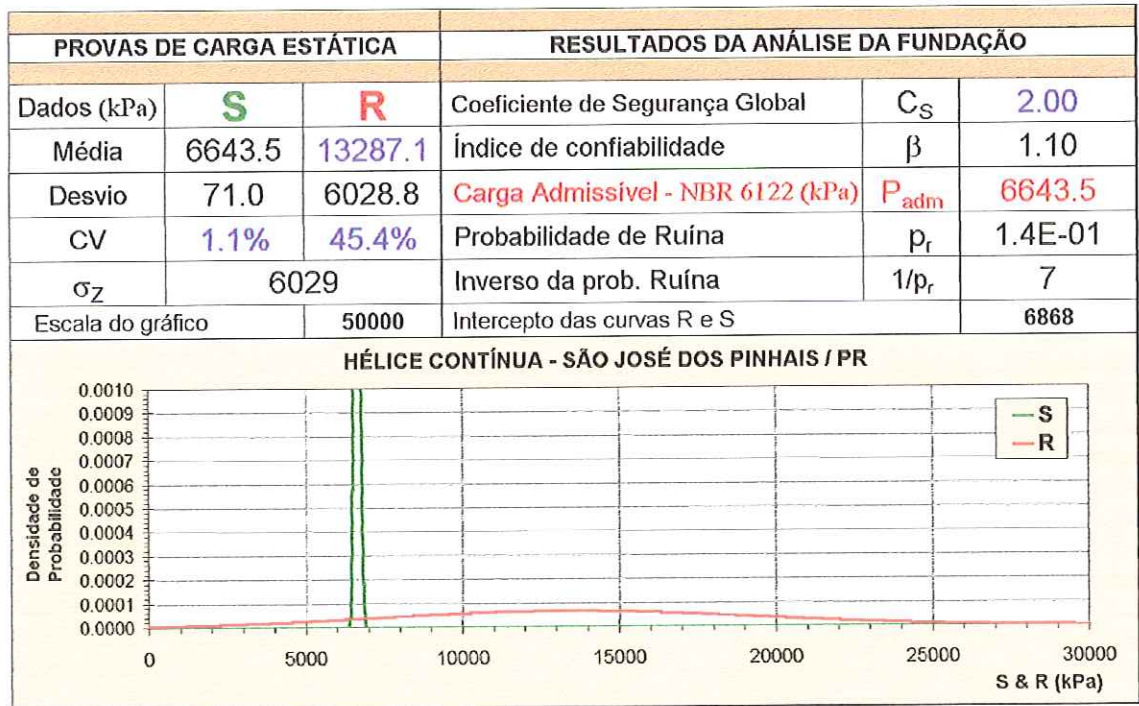 PROVAS DE CARGA ESTÁTICA RESULTADOS DA ANÁLISE DA FUNDAÇÃO
Dados (kPa) S R Coeficiente de Segurança Global C_S 2.00
Média 6643.5 13287.1 Índice de confiabilidade β 1.10
Desvio 71.0 6028.8 Carga Admissível - NBR 6122 (kPa) P_adm 6643.5
CV 1.1% 45.4% Probabilidade de Ruína p_r 1.4E-01
σ_Z 6029 Inverso da prob. Ruína 1/p_r 7
Escala do gráfico 50000 Intercepto das curvas R e S 6868
HÉLICE CONTÍNUA - SÃO JOSÉ DOS PINHAIS / PR
Densidade de
Probabilidade
0.0010
0.0009
0.0008
0.0007
0.0006
0.0005
0.0004
0.0003
0.0002
0.0001
0.0000
S
R
0 5000 10000 15000 20000 25000 30000
S & R (kPa)